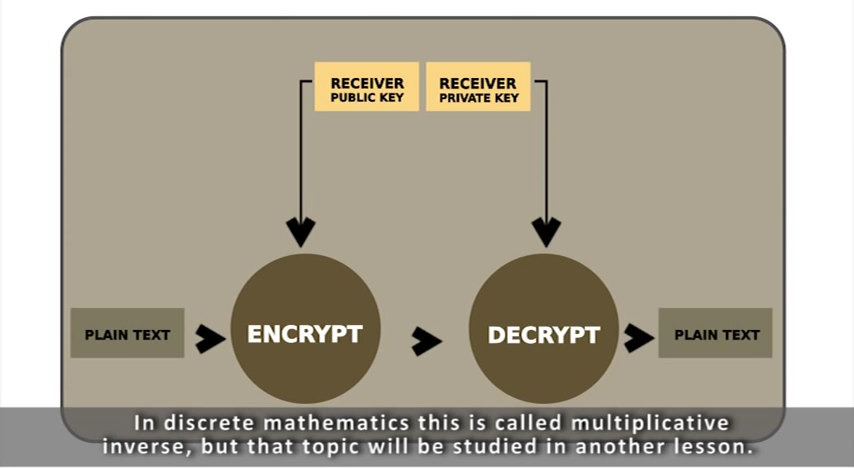 RECEIVER
PUBLIC KEY
RECEIVER
PRIVATE KEY
PLAIN TEXT
ENCRYPT
DECRYPT
PLAIN TEXT
In discrete mathematics this is called multiplicative
inverse, but that topic will be studied in another lesson.